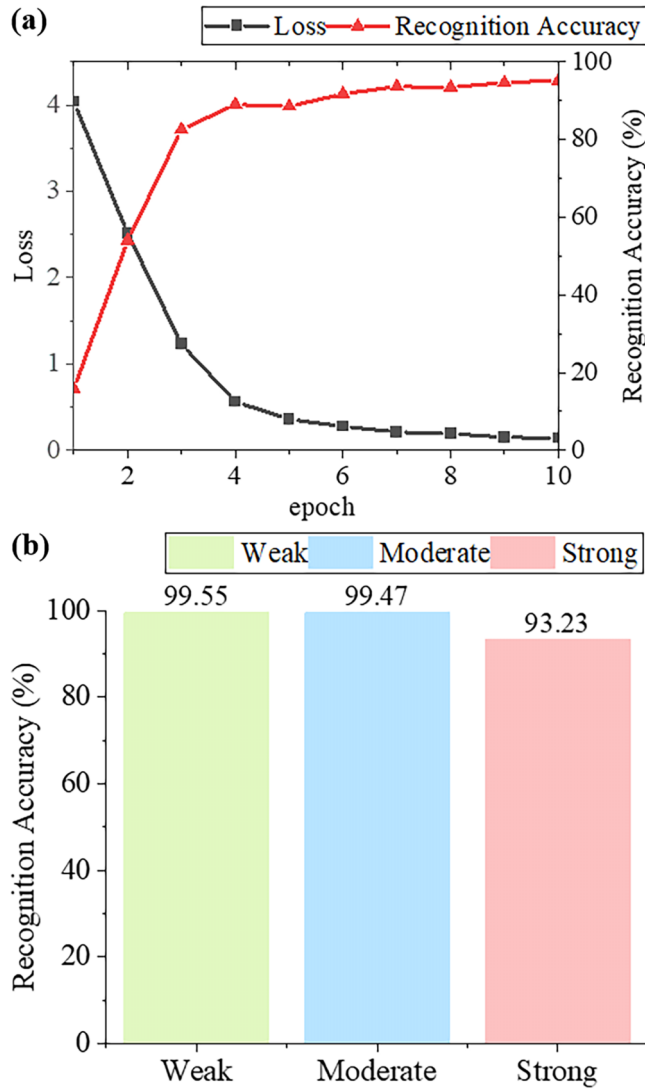 (a)
Loss Recognition Accuracy
4
3
2
1
0
Loss
100
80
60
40
20
0
Recognition Accuracy (%)
2 4 6 8 10
epoch
(b)
Weak Moderate Strong
99.55 99.47 93.23
100
80
60
40
20
0
Recognition Accuracy (%)
Weak Moderate Strong